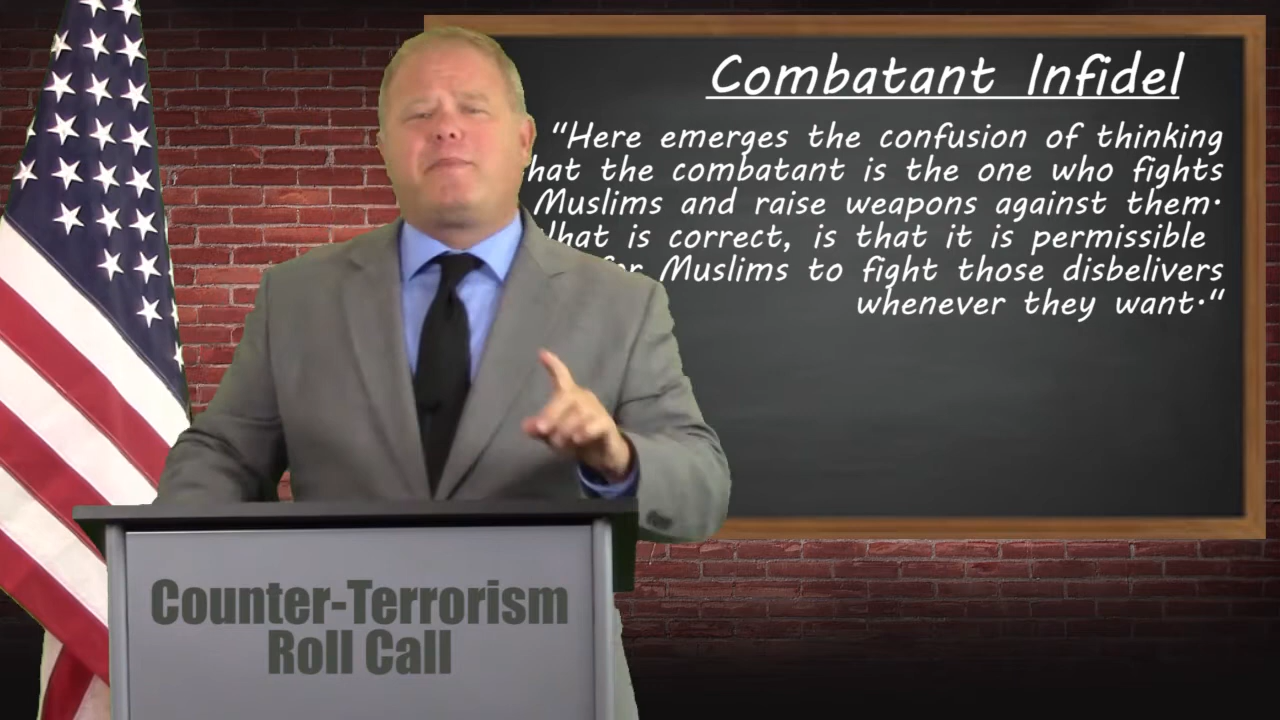 Combatant Infidel
“Here emerges the confusion of thinking
hat the combatant is the one who fights
Muslims and raise weapons against them.
hat is correct, is that it is permissible
for Muslims to fight those disbelivers
whenever they want.“
Counter-Terrorism
Roll Call